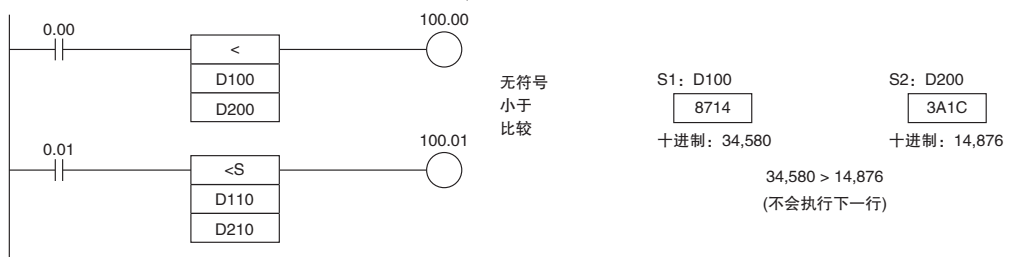 0.00
100.00
<
D100
D200
0.01
100.01
<S
D110
D210
无符号
小于
比较
S1：D100
S2：D200
8714
3A1C
十进制：34,580
十进制：14,876
34,580 > 14,876
(不会执行下一行)